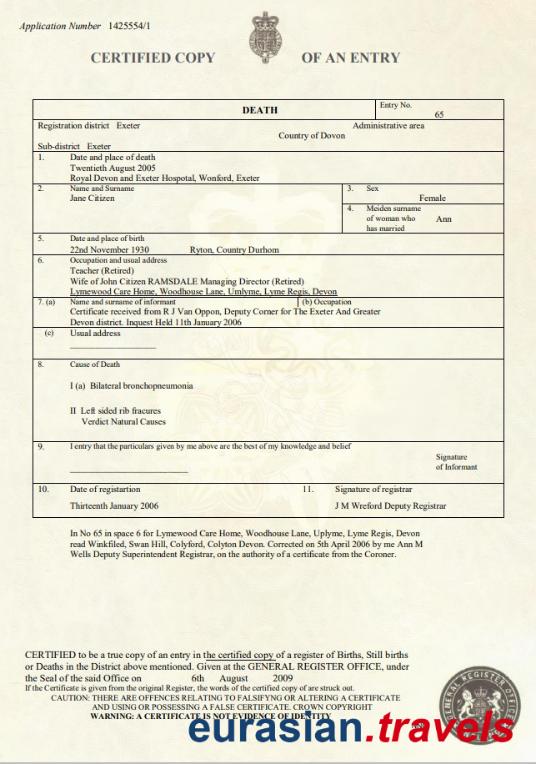 Application Number 1425554/1
CERTIFIED COPY OF AN ENTRY
DEATH
Entry No.
65
Registration district Exeter
Administrative area
Country of Dovon
Sub-district Exeter
1. Date and place of death
Twentieth August 2005
Royal Devon and Exeter Hospotal, Wonford, Exeter
2. Name and Surname
Jane Citizen
3. Sex
Female
4. Meiden surname
of woman who
has married
Ann
5. Date and place of birth
22nd November 1930 Ryton, Country Durhom
6. Occupation and usual address
Teacher (Retired)
Wife of John Citizen RAMSDALE Managing Director (Retired)
Lymewood Care Home, Woodhouse Lane, Umlyme, Lyme Regis, Devon
7. (a) Name and surname of informant (b) Occupation
Certificate received from R J Van Oppon, Deputy Corner for The Exeter And Greater
Devon district. Inquest Held 11th January 2006
(c) Usual address
8. Cause of Death
I (a) Bilateral bronchopneumonia
II Left sided rib fracures
Verdict Natural Causes
9. I entry that the particulars given by me above are the best of my knowledge and belief
Signature
of Informant
10. Date of registartion
Thirteenth January 2006
11. Signature of registrar
J M Wreford Deputy Registrar
In No 65 in space 6 for Lymewood Care Home, Woodhouse Lane, Uplyme, Lyme Regis, Devon
read Winkfiled, Swan Hill, Colyford, Colyton Devon. Corrected on 5th April 2006 by me Ann M
Wells Deputy Superintendent Registrar, on the authority of a certificate from the Coroner.
CERTIFIED to be a true copy of an entry in the certified copy of a register of Births, Still births
or Deaths in the District above mentioned. Given at the GENERAL REGISTER OFFICE, under
the Seal of the said Office on 6th August 2009
If the Certificate is given from the original Register, the words of the certified copy are struck out.
CAUTION: THERE ARE OFFENCES RELATING TO FALSIFYNG OR ALTERING A CERTIFICATE
AND USING OR POSSESSING A FALSE CERTIFICATE. CROWN COPYRIGHT
WARNING: A CERTIFICATE IS NOT EVIDENCE OF IDENTITY
GENERAL REGISTER OFFICE
eurasian.travels